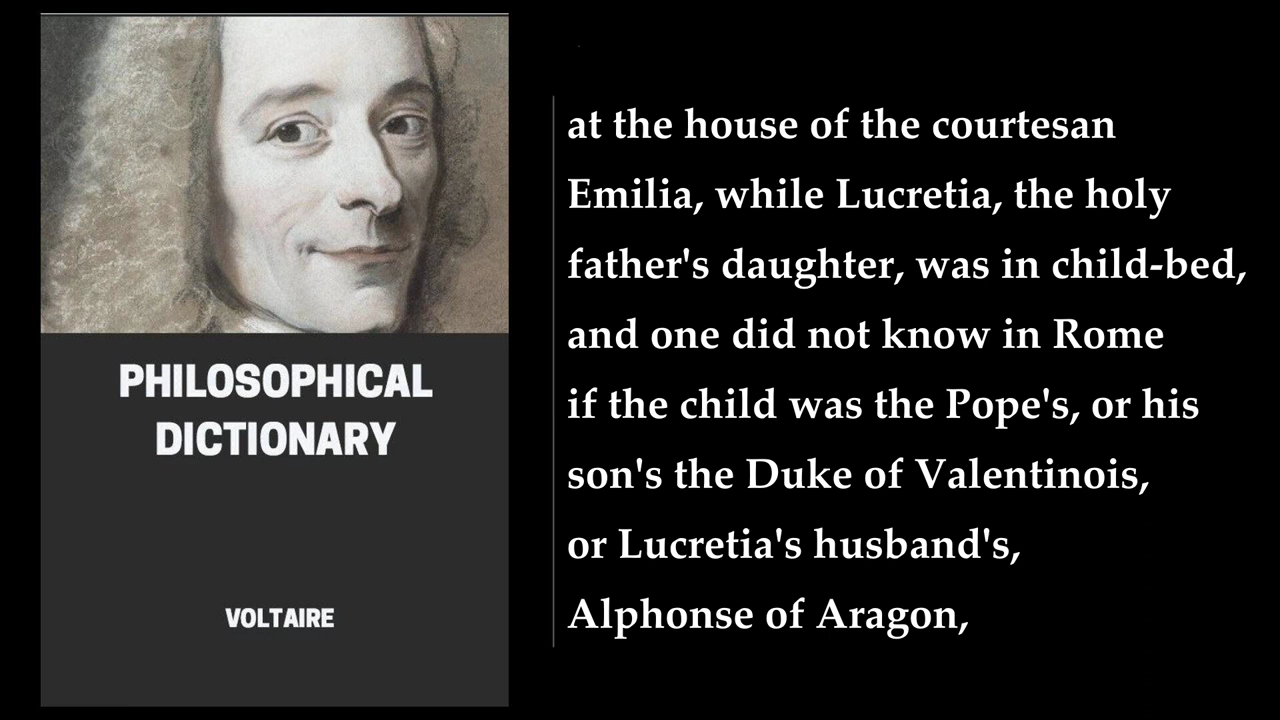 PHILOSOPHICAL
DICTIONARY
VOLTAIRE
at the house of the courtesan
Emilia, while Lucretia, the holy
father's daughter, was in child-bed,
and one did not know in Rome
if the child was the Pope's, or his
son's the Duke of Valentinois,
or Lucretia's husband's,
Alphonse of Aragon,